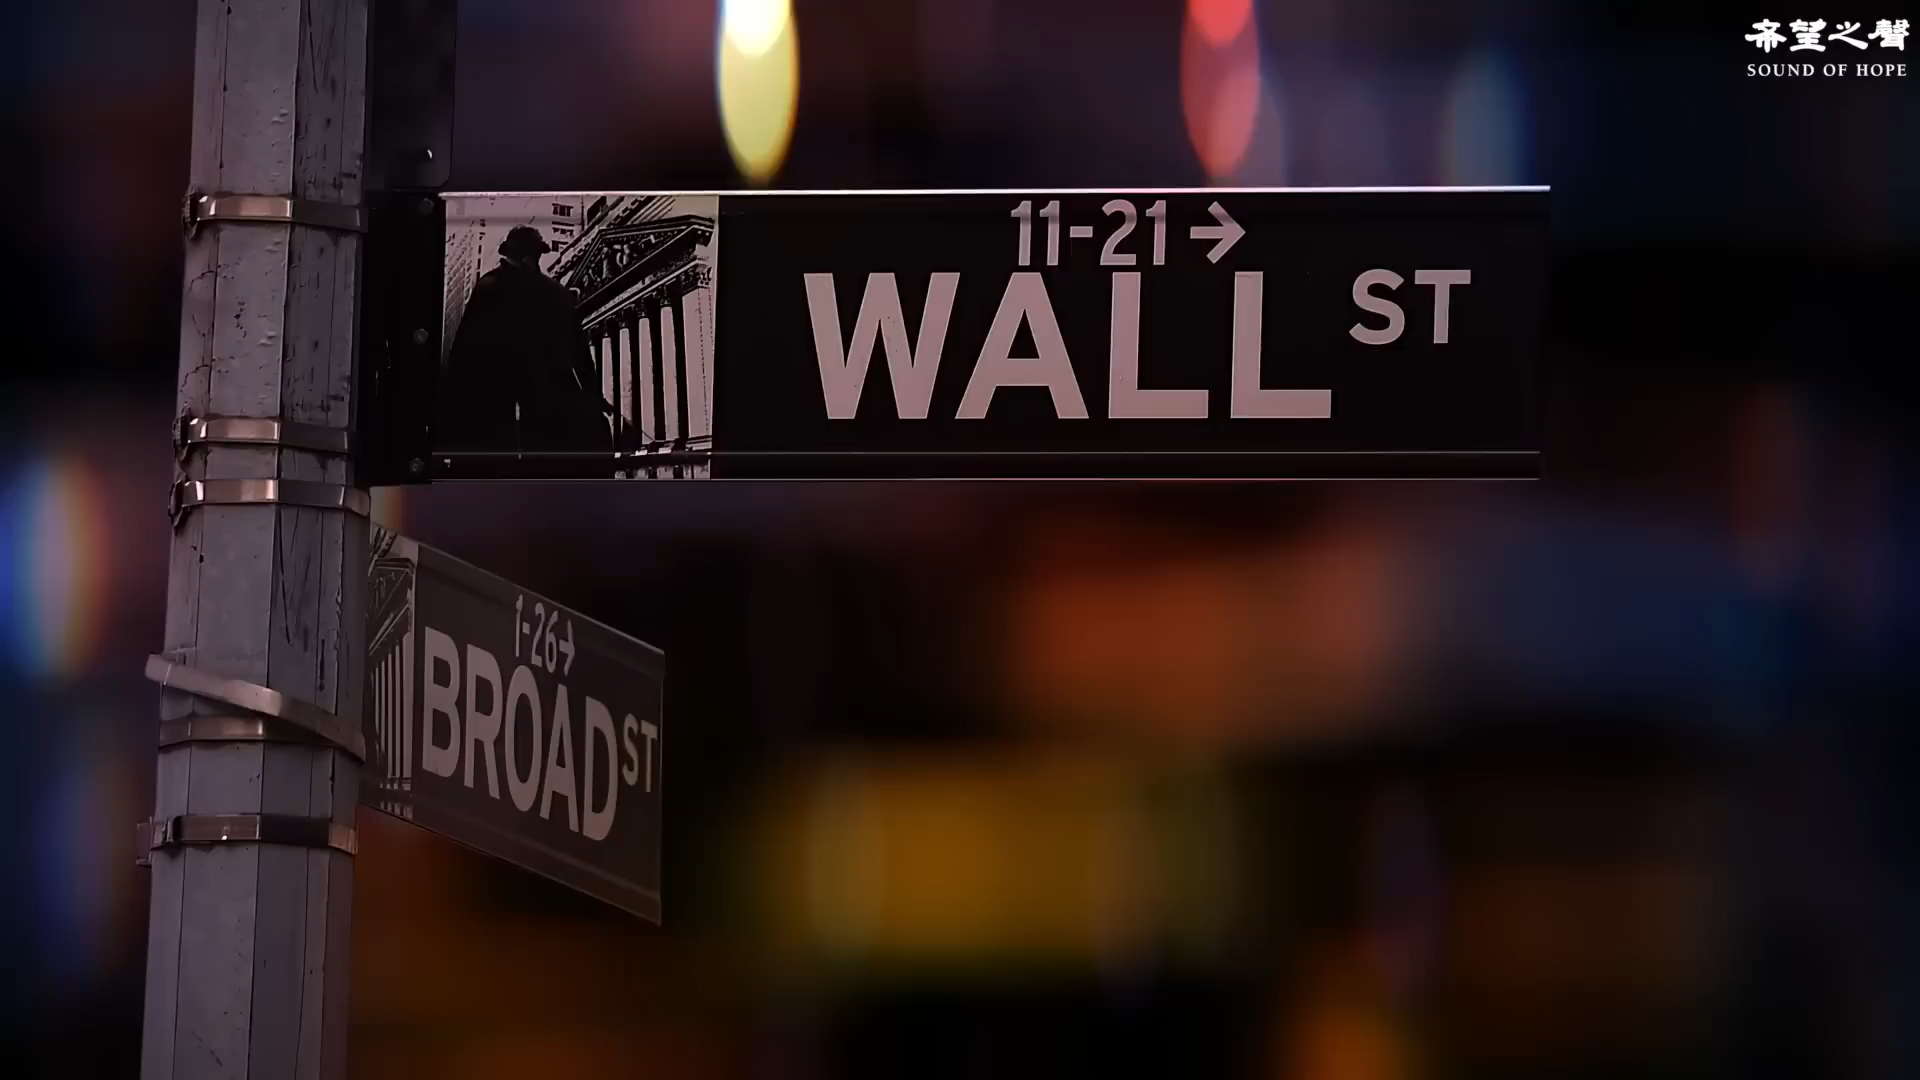 希望之聲
SOUND OF HOPE
11-21→
WALL ST
1-26→
BROAD ST